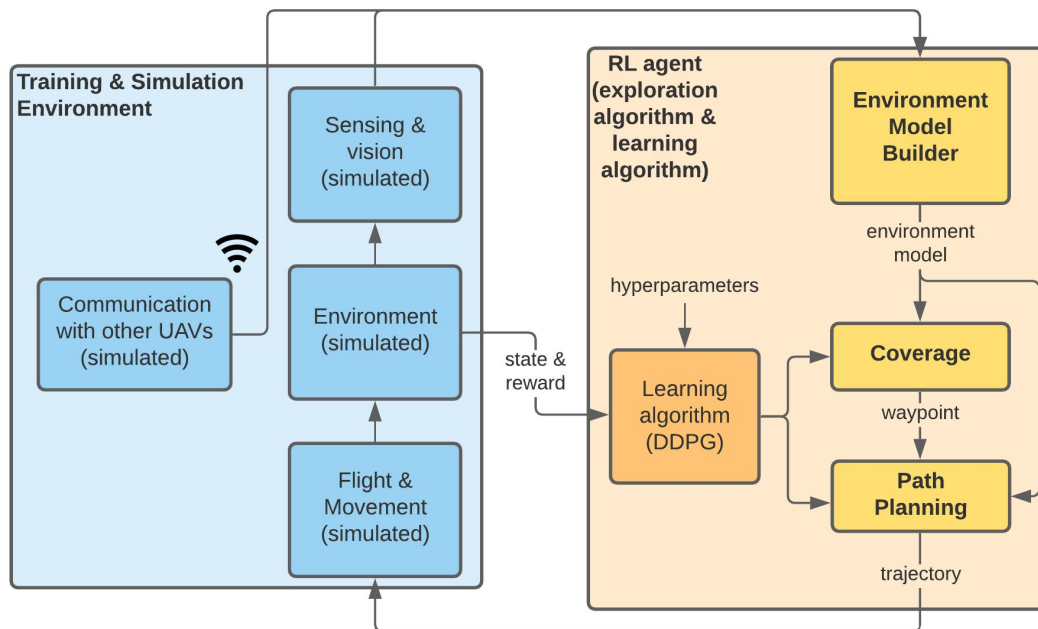 Training & Simulation
Environment
Sensing &
vision
(simulated)
Communication
with other UAVs
(simulated)
Environment
(simulated)
Flight &
Movement
(simulated)
state &
reward
RL agent
(exploration
algorithm &
learning
algorithm)
Environment
Model
Builder
environment
model
hyperparameters
Learning
algorithm
(DDPG)
Coverage
waypoint
Path
Planning
trajectory